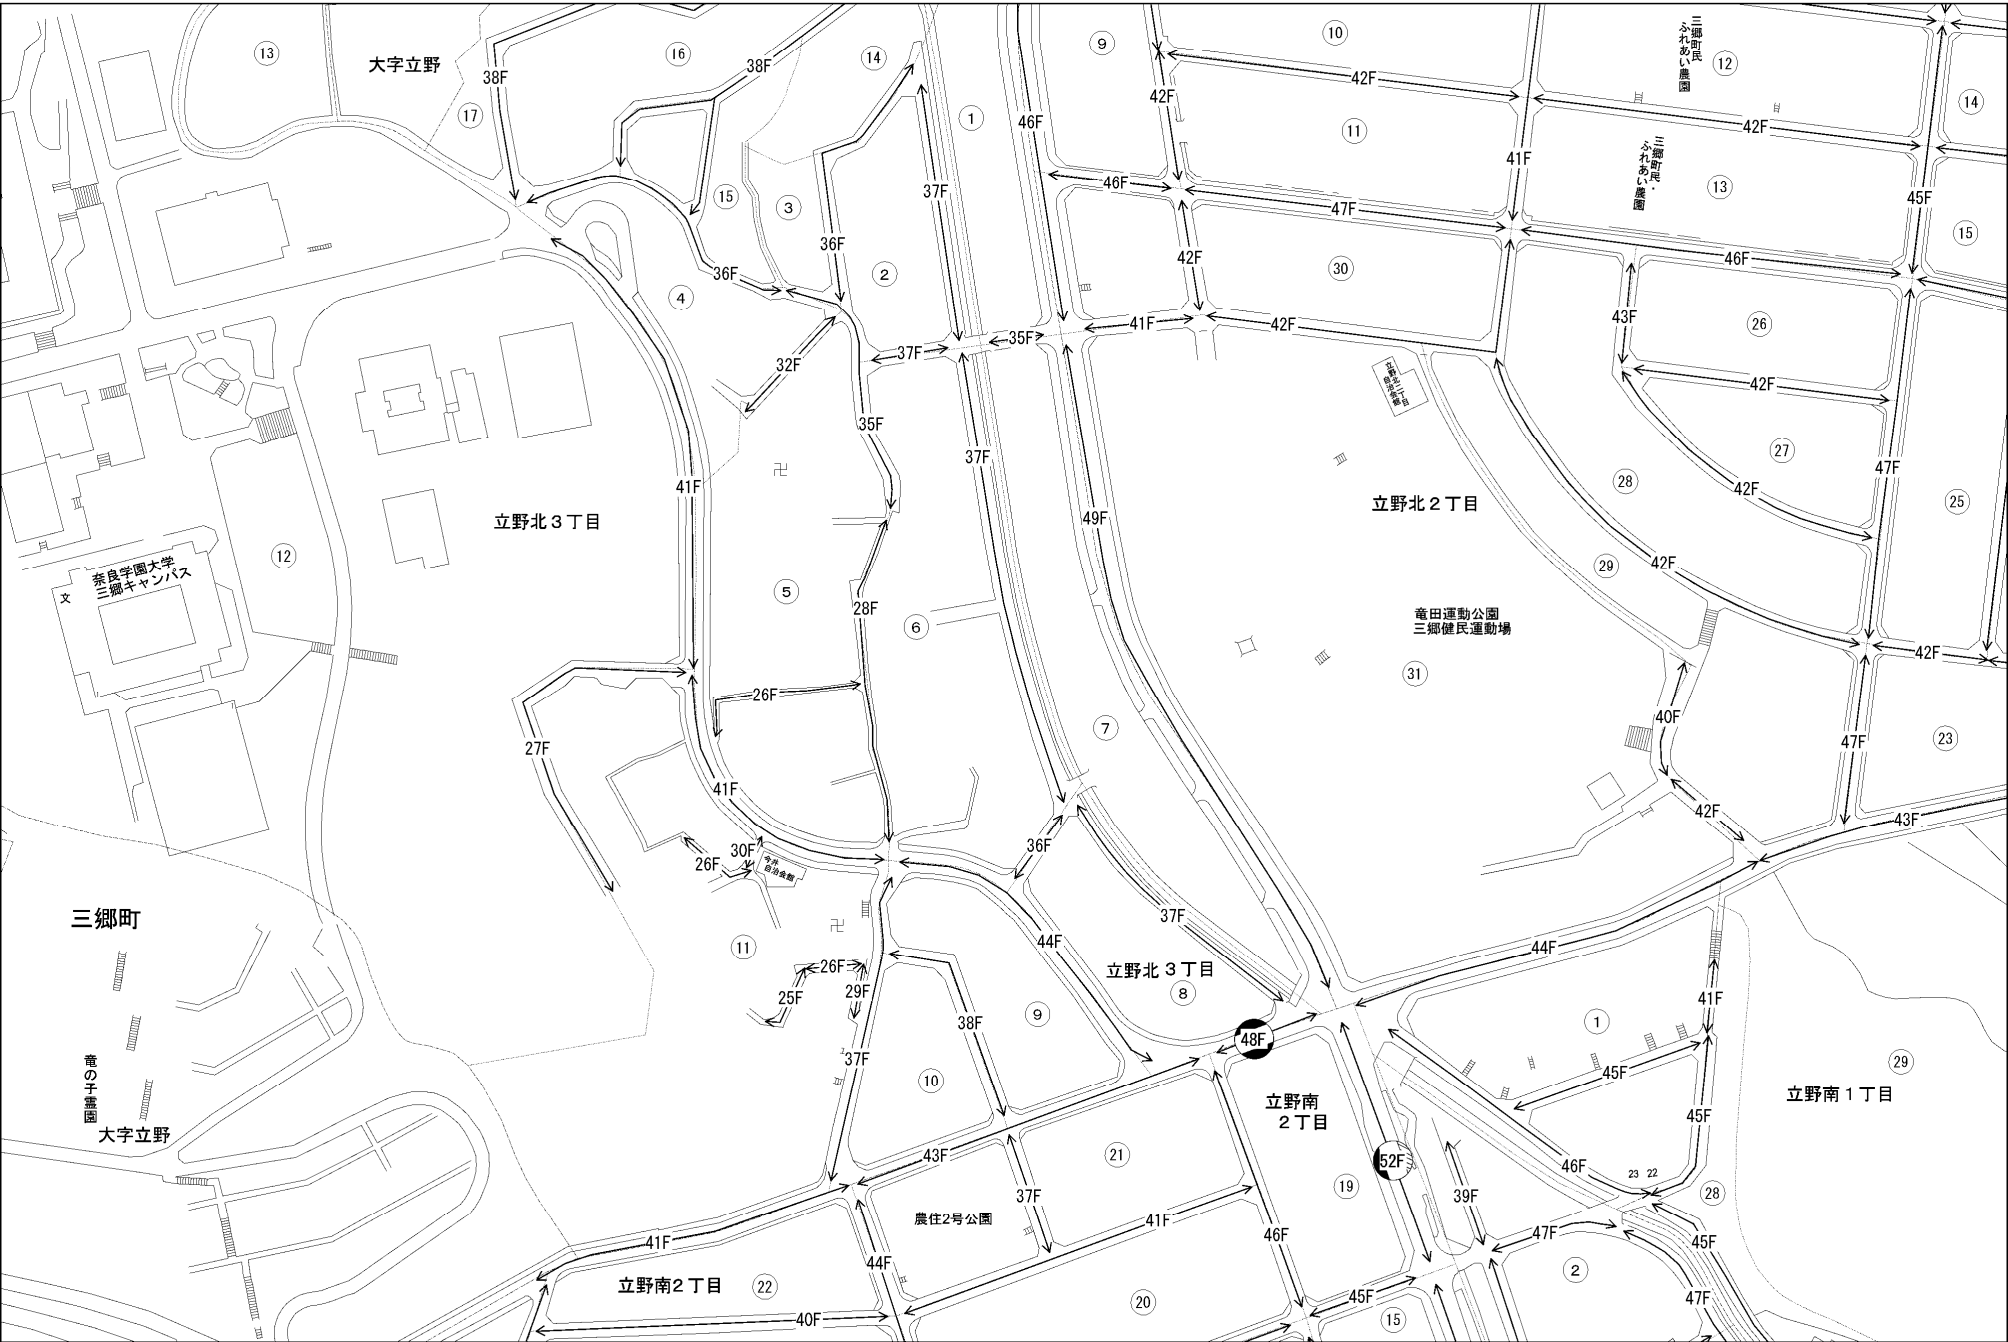 ⑬
大字立野
⑯
38F
⑭
⑨
⑩
三郷町民
ふれあい農園
⑫
38F
42F
42F
⑰
①
46F
⑪
42F
⑭
⑮
③
37F
46F
41F
三郷町民・
ふれあい農園
⑬
45F
47F
36F
36F
②
42F
㉚
46F
⑮
④
43F
㉖
37F
35F
41F
42F
32F
42F
立野北二丁目
自治会館
35F
37F
㉗
47F
41F
42F
㉘
㉕
立野北３丁目
49F
立野北２丁目
⑫
42F
㉙
奈良学園大学
三郷キャンパス
文
⑤
28F
⑥
竜田運動公園
三郷健民運動場
㉛
42F
26F
27F
⑦
40F
47F
㉓
41F
42F
43F
36F
30F
26F
今井
自治会館
37F
三郷町
44F
⑪
44F
26F
立野北３丁目
⑧
25F
29F
41F
⑨
38F
①
48F
37F
㉙
竜の子霊園
⑩
45F
立野南１丁目
立野南
２丁目
45F
大字立野
43F
㉑
52F
46F
23 22
⑲
㉘
37F
39F
農住2号公園
41F
46F
47F
41F
45F
44F
②
立野南２丁目
㉒
45F
47F
⑳
40F
⑮